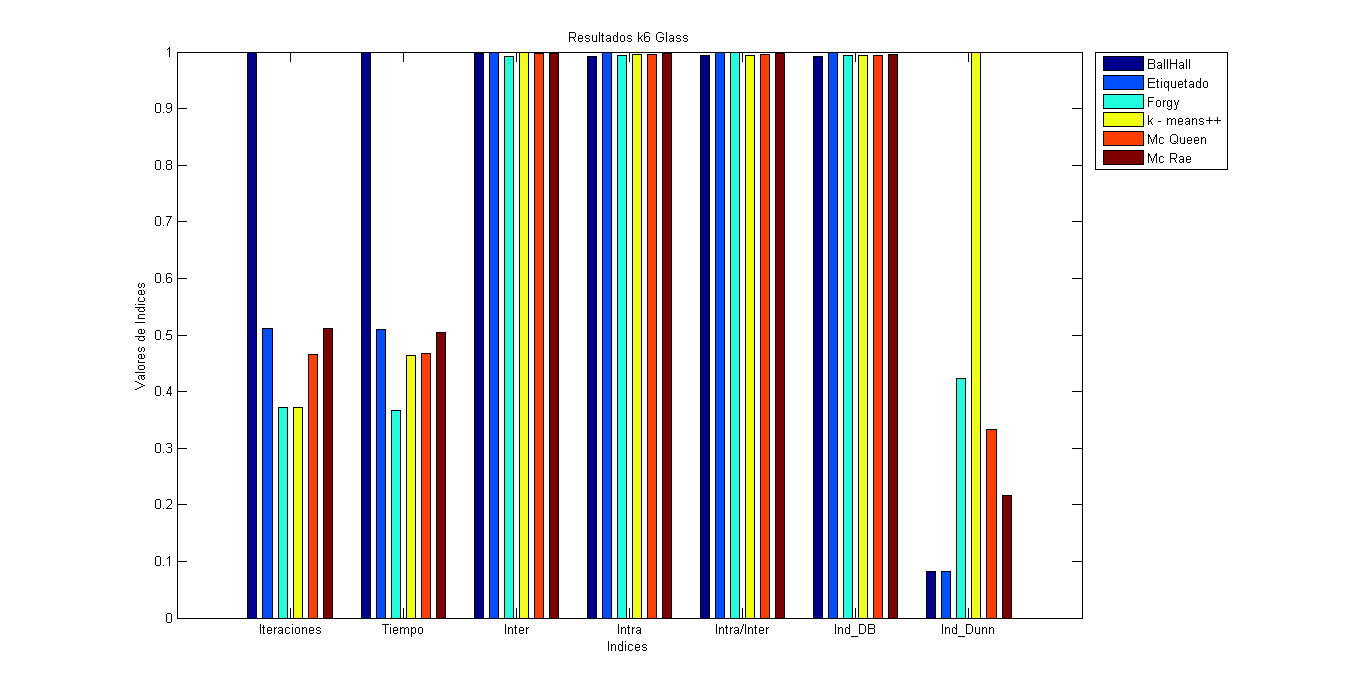 Resultados k6 Glass
1
0.9
0.8
0.7
0.6
0.5
0.4
0.3
0.2
0.1
0
Valores de Indices
Iteraciones Tiempo Inter Intra Intra/Inter Ind_DB Ind_Dunn
Indices
BallHall
Etiquetado
Forgy
k - means++
Mc Queen
Mc Rae